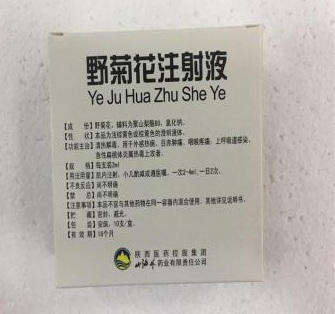 野菊花注射液
Ye Ju Hua Zhu She Ye
【成 份】野菊花。辅料为聚山梨酯80，氯化钠。
【性 状】本品为浅棕黄色或棕黄色的澄明液体。
【功能主治】清热解毒。用于外感热病，目赤肿痛，咽喉疼痛，上呼吸道感染，
急性扁桃体炎属热毒上攻者。
【规 格】每支装2ml
【用法用量】肌内注射，小儿酌减或遵医嘱，一次2~4ml，一日2次。
【不良反应】尚不明确
【禁 忌】尚不明确
【注意事项】本品不宜与其他药物在同一容器内混合使用。其他详见说明书。
【贮 藏】密封，避光。
【包 装】安瓿，10支/盒。
【有 效 期】18个月
陕西医药控股集团
药业有限责任公司